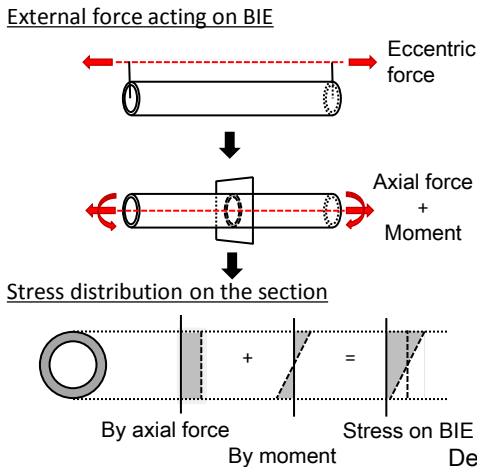 External force acting on BIE
Eccentric
force
Axial force
+
Moment
Stress distribution on the section
+
=
By axial force
By moment
Stress on BIE
De